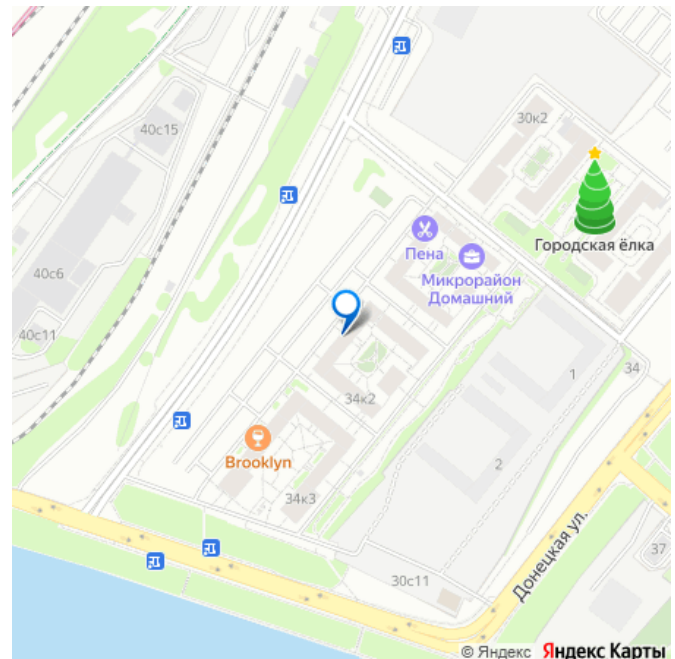 40с15
30к2
Городская ёлка
Пена
Микрорайон
Домашний
40с6
40с11
1
34
34к2
Brooklyn
2
34к3
Донецкая ул.
37
30с11
© Яндекс Яндекс Карты